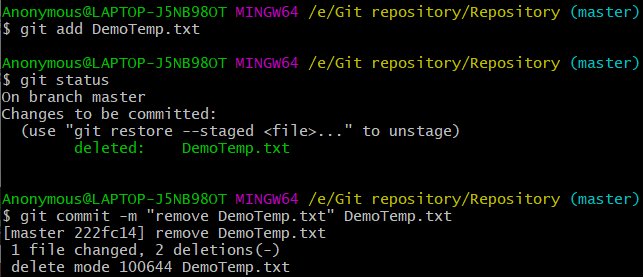 Anonymous@LAPTOP-J5NB98OT MINGW64 /e/Git repository/Repository (master)
$ git add DemoTemp.txt
Anonymous@LAPTOP-J5NB98OT MINGW64 /e/Git repository/Repository (master)
$ git status
On branch master
Changes to be committed:
  (use "git restore --staged <file>..." to unstage)
        deleted:    DemoTemp.txt
Anonymous@LAPTOP-J5NB98OT MINGW64 /e/Git repository/Repository (master)
$ git commit -m "remove DemoTemp.txt" DemoTemp.txt
[master 222fc14] remove DemoTemp.txt
 1 file changed, 2 deletions(-)
 delete mode 100644 DemoTemp.txt